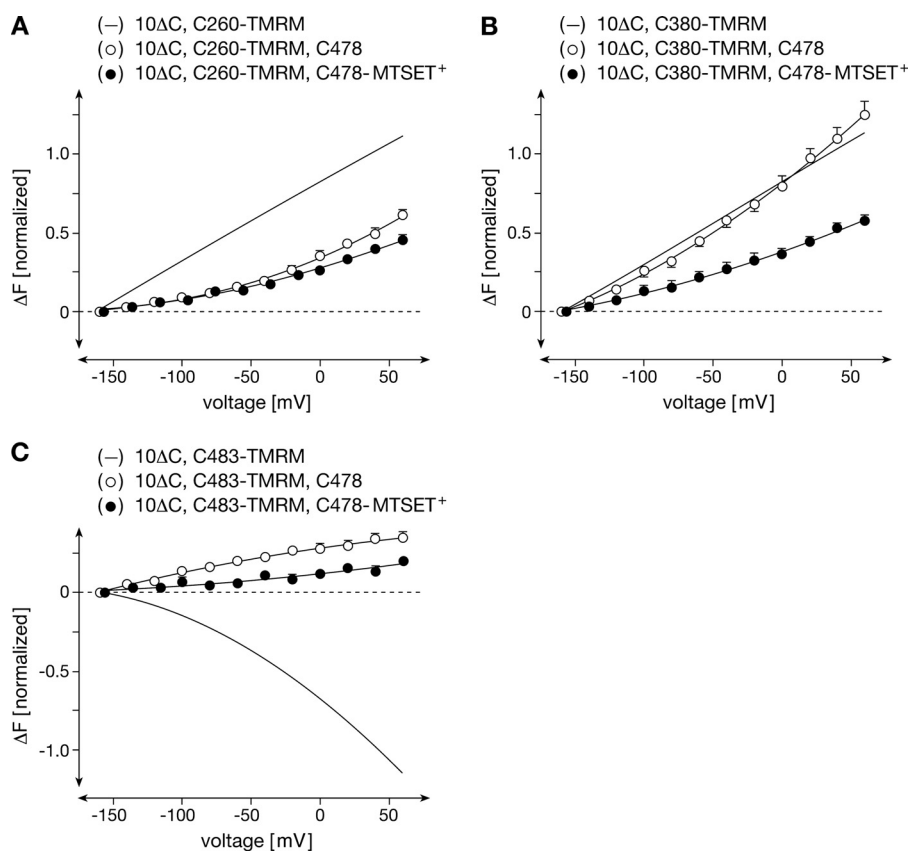 A
(–) 10ΔC, C260-TMRM
(○) 10ΔC, C260-TMRM, C478
(●) 10ΔC, C260-TMRM, C478-MTSET+
ΔF [normalized]
1.0
0.5
0
-150 -100 -50 0 50
voltage [mV]
B
(–) 10ΔC, C380-TMRM
(○) 10ΔC, C380-TMRM, C478
(●) 10ΔC, C380-TMRM, C478-MTSET+
ΔF [normalized]
1.0
0.5
0
-150 -100 -50 0 50
voltage [mV]
C
(–) 10ΔC, C483-TMRM
(○) 10ΔC, C483-TMRM, C478
(●) 10ΔC, C483-TMRM, C478-MTSET+
ΔF [normalized]
0
-0.5
-1.0
-150 -100 -50 0 50
voltage [mV]